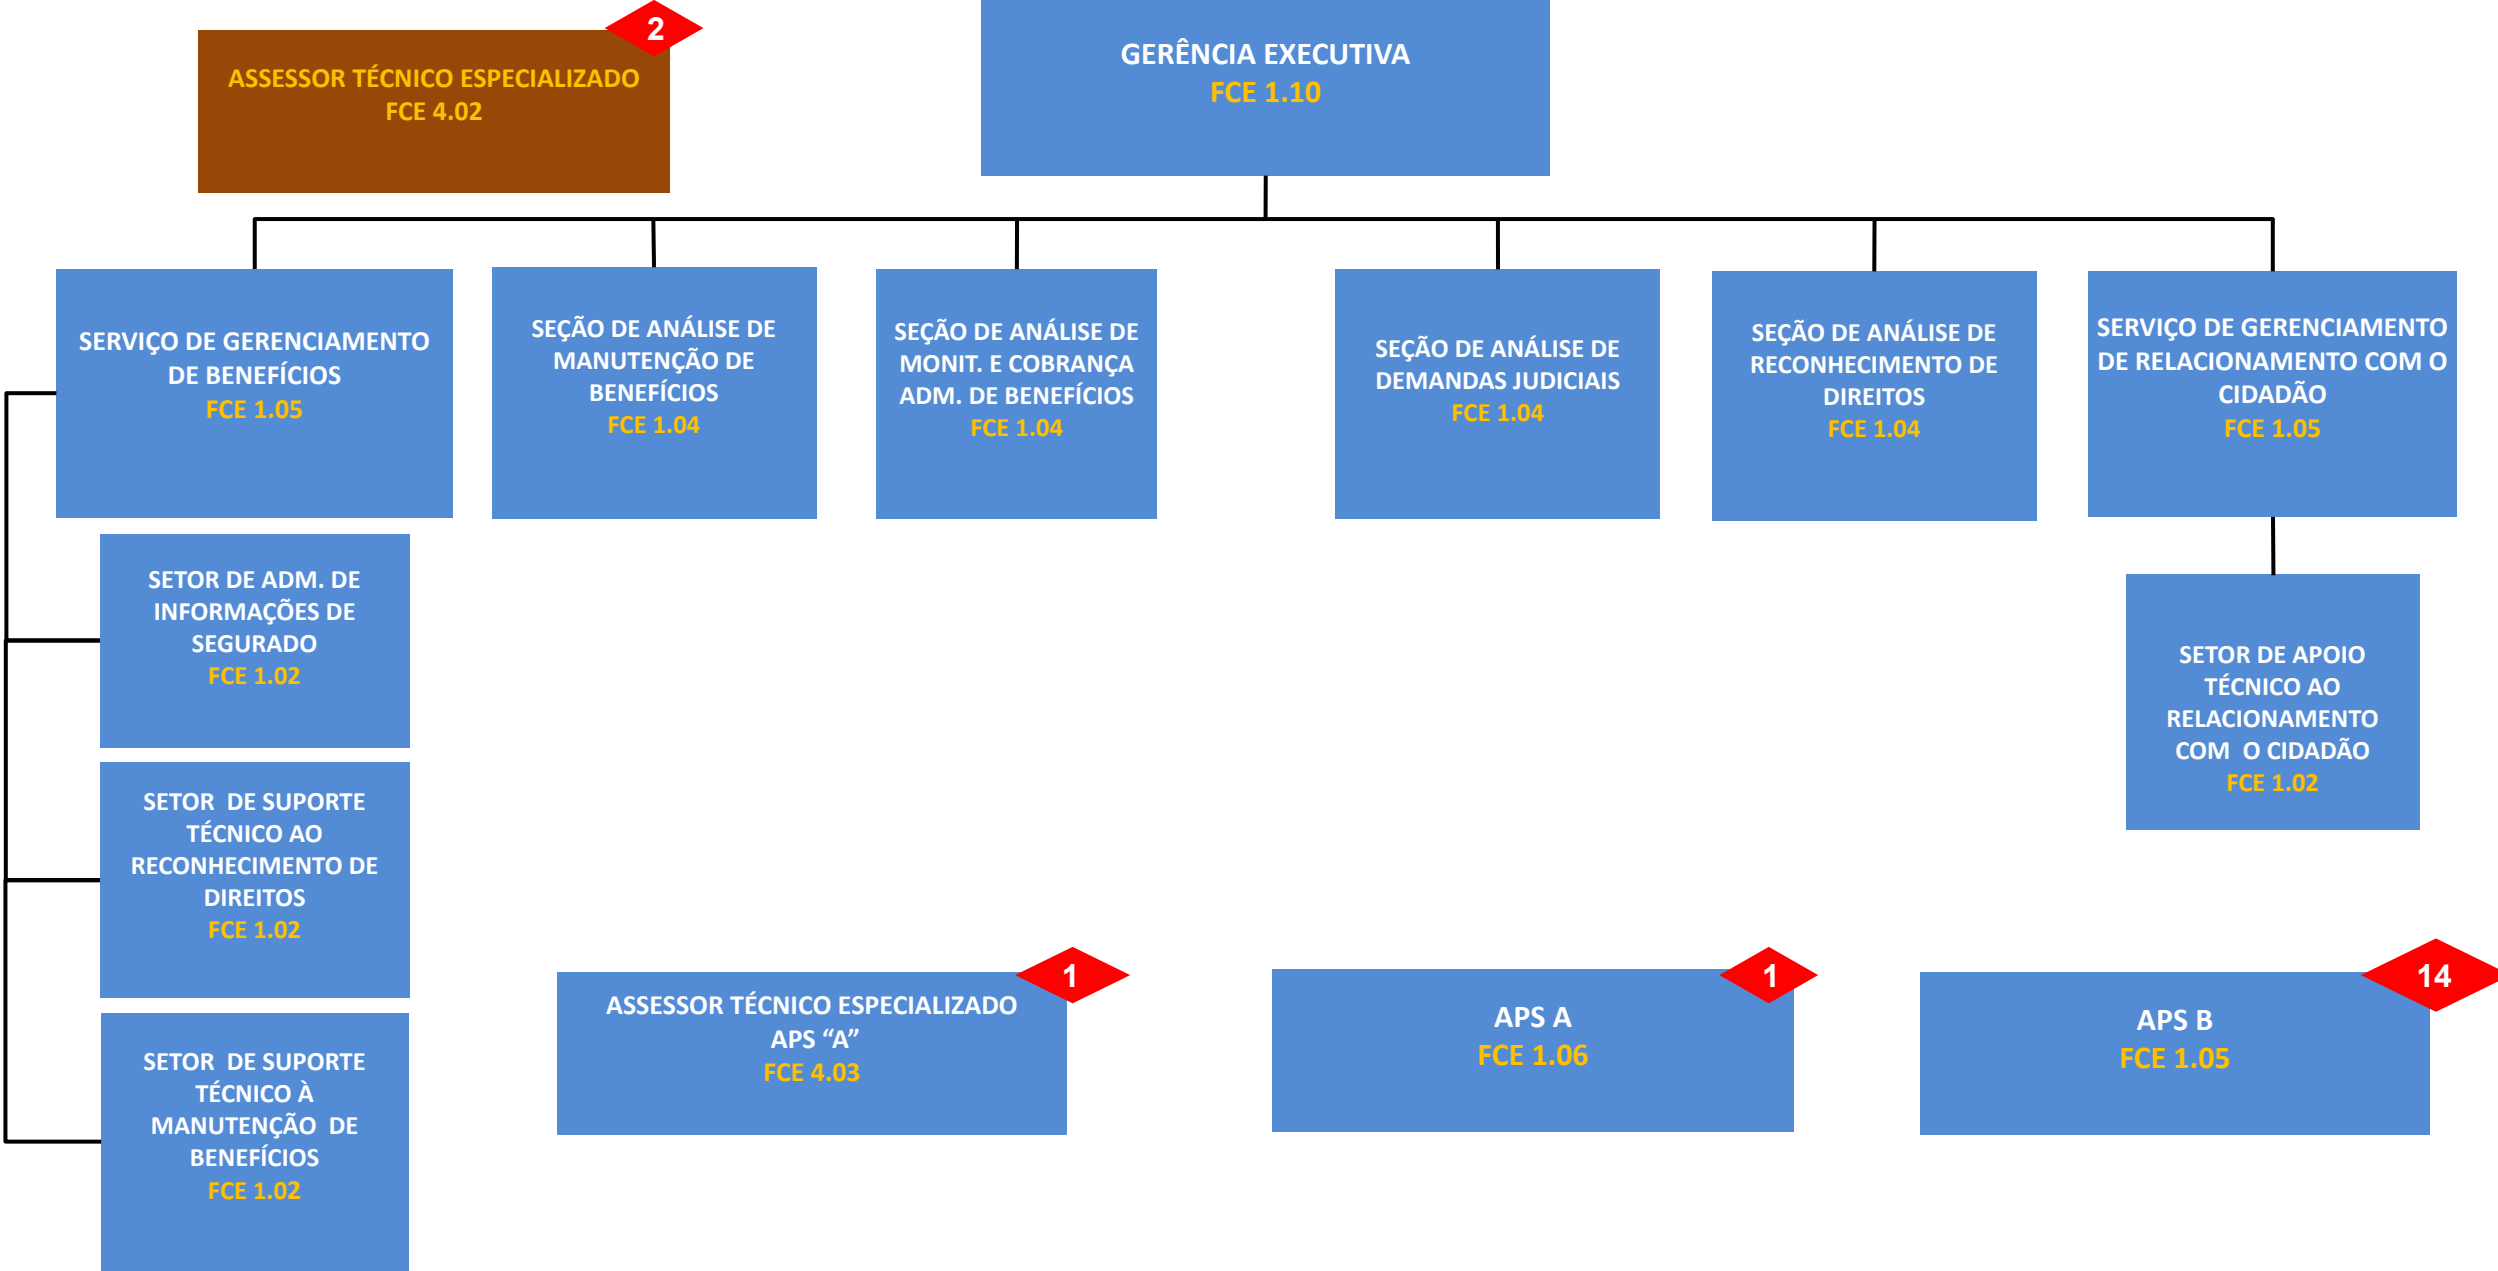 2
ASSESSOR TÉCNICO ESPECIALIZADO
FCE 4.02
GERÊNCIA EXECUTIVA
FCE 1.10
SERVIÇO DE GERENCIAMENTO
DE BENEFÍCIOS
FCE 1.05
SEÇÃO DE ANÁLISE DE
MANUTENÇÃO DE
BENEFÍCIOS
FCE 1.04
SEÇÃO DE ANÁLISE DE
MONIT. E COBRANÇA
ADM. DE BENEFÍCIOS
FCE 1.04
SEÇÃO DE ANÁLISE DE
DEMANDAS JUDICIAIS
FCE 1.04
SEÇÃO DE ANÁLISE DE
RECONHECIMENTO DE
DIREITOS
FCE 1.04
SERVIÇO DE GERENCIAMENTO
DE RELACIONAMENTO COM O
CIDADÃO
FCE 1.05
SETOR DE ADM. DE
INFORMAÇÕES DE
SEGURADO
FCE 1.02
SETOR DE APOIO
TÉCNICO AO
RELACIONAMENTO
COM O CIDADÃO
FCE 1.02
SETOR DE SUPORTE
TÉCNICO AO
RECONHECIMENTO DE
DIREITOS
FCE 1.02
SETOR DE SUPORTE
TÉCNICO À
MANUTENÇÃO DE
BENEFÍCIOS
FCE 1.02
1
ASSESSOR TÉCNICO ESPECIALIZADO
APS “A”
FCE 4.03
1
APS A
FCE 1.06
14
APS B
FCE 1.05